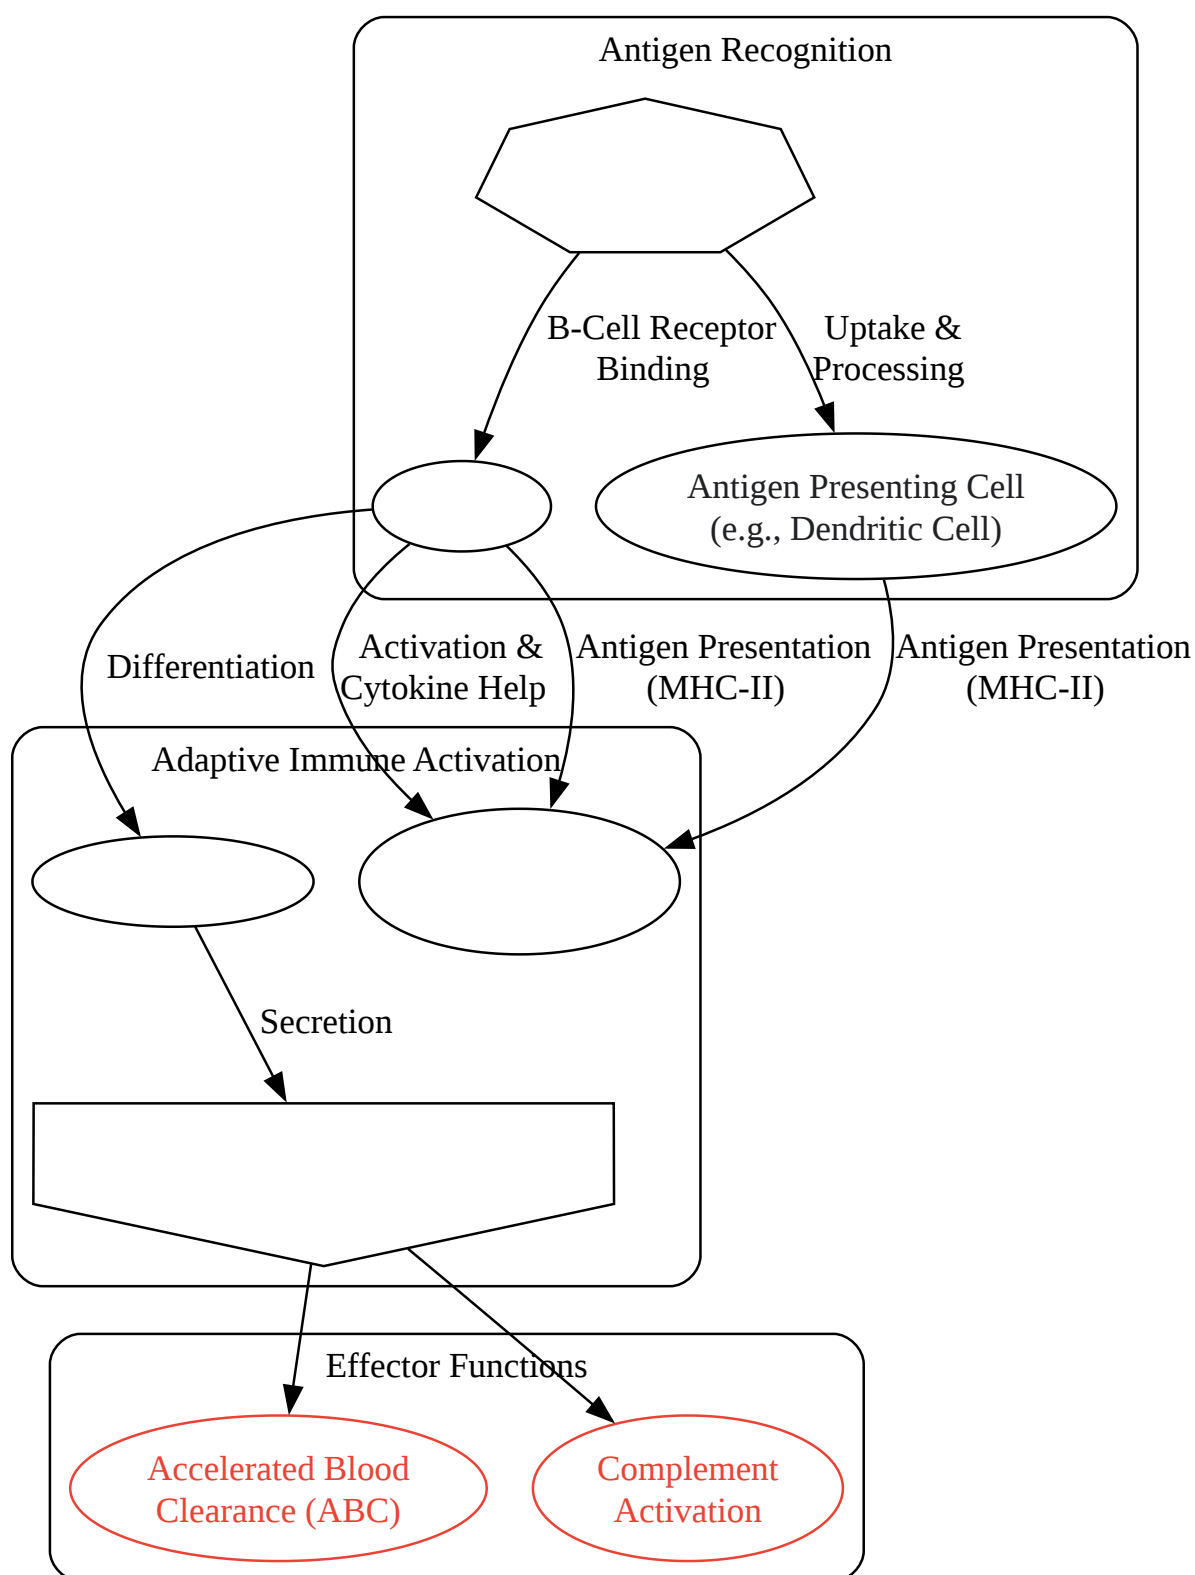 Antigen Recognition
B-Cell Receptor
Binding
Uptake &
Processing
Antigen Presenting Cell
(e.g., Dendritic Cell)
Differentiation
Activation &
Cytokine Help
Antigen Presentation
(MHC-II)
Antigen Presentation
(MHC-II)
Adaptive Immune Activation
Secretion
Effector Functions
Accelerated Blood
Clearance (ABC)
Complement
Activation